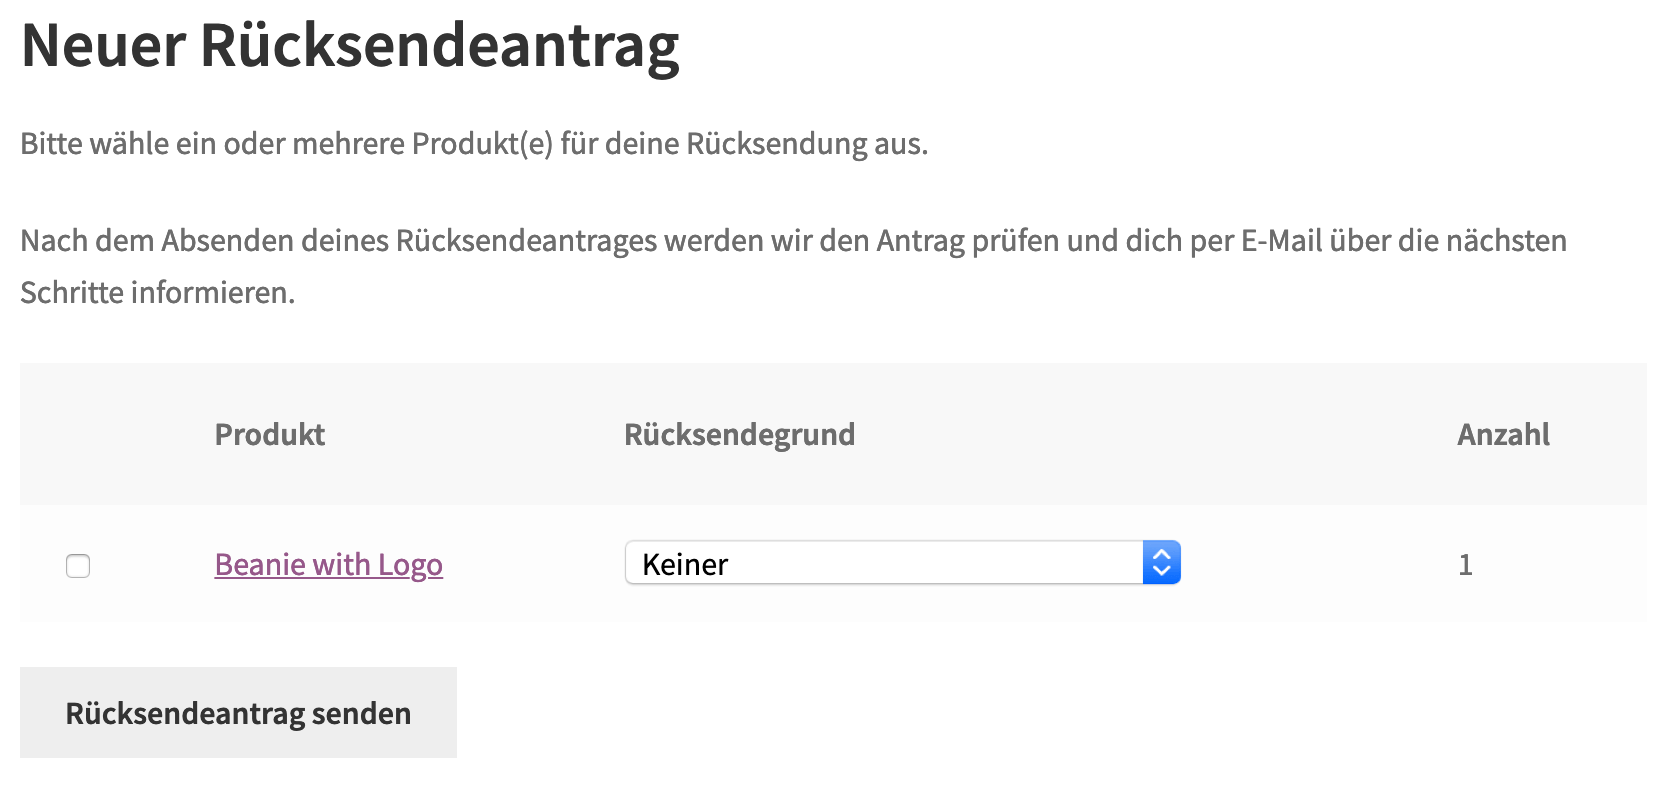 Neuer Rücksendeantrag
Bitte wähle ein oder mehrere Produkt(e) für deine Rücksendung aus.
Nach dem Absenden deines Rücksendeantrages werden wir den Antrag prüfen und dich per E-Mail über die nächsten
Schritte informieren.
Produkt Rücksendegrund Anzahl
Beanie with Logo Keiner 1
Rücksendeantrag senden